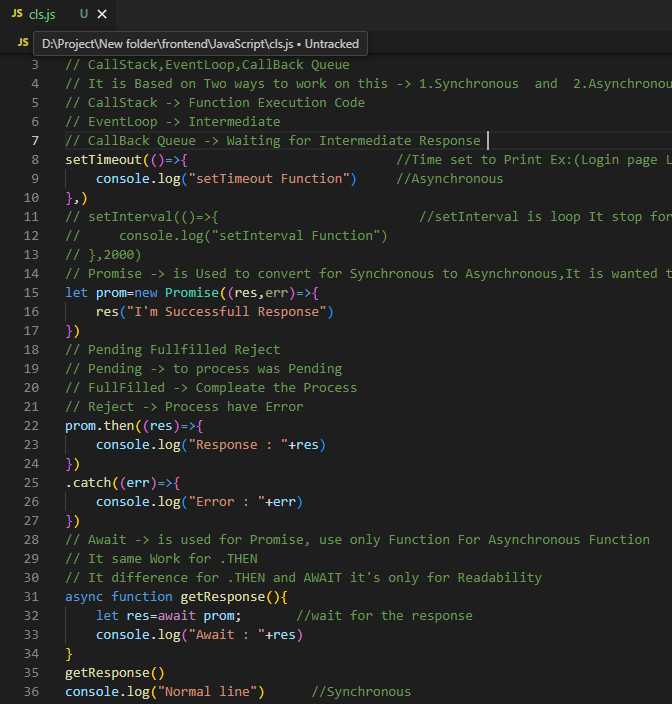 JS cls.js U ×
JS D:\Project\New folder\frontend\JavaScript\cls.js • Untracked
3 // CallStack,EventLoop,CallBack Queue
4 // It is Based on Two ways to work on this -> 1.Synchronous  and  2.Asynchronou
5 // CallStack -> Function Execution Code
6 // EventLoop -> Intermediate
7 // CallBack Queue -> Waiting for Intermediate Response
8 setTimeout(()=>{                           //Time set to Print Ex:(Login page L
9     console.log("setTimeout Function")     //Asynchronous
10 },)
11 // setInterval(()=>{                          //setInterval is loop It stop for
12 //     console.log("setInterval Function")
13 // },2000)
14 // Promise -> is Used to convert for Synchronous to Asynchronous,It is wanted t
15 let prom=new Promise((res,err)=>{
16     res("I'm Successfull Response")
17 })
18 // Pending Fullfilled Reject
19 // Pending -> to process was Pending
20 // FullFilled -> Compleate the Process
21 // Reject -> Process have Error
22 prom.then((res)=>{
23     console.log("Response : "+res)
24 })
25 .catch((err)=>{
26     console.log("Error : "+err)
27 })
28 // Await -> is used for Promise, use only Function For Asynchronous Function
29 // It same Work for .THEN
30 // It difference for .THEN and AWAIT it's only for Readability
31 async function getResponse(){
32     let res=await prom;       //wait for the response
33     console.log("Await : "+res)
34 }
35 getResponse()
36 console.log("Normal line")      //Synchronous